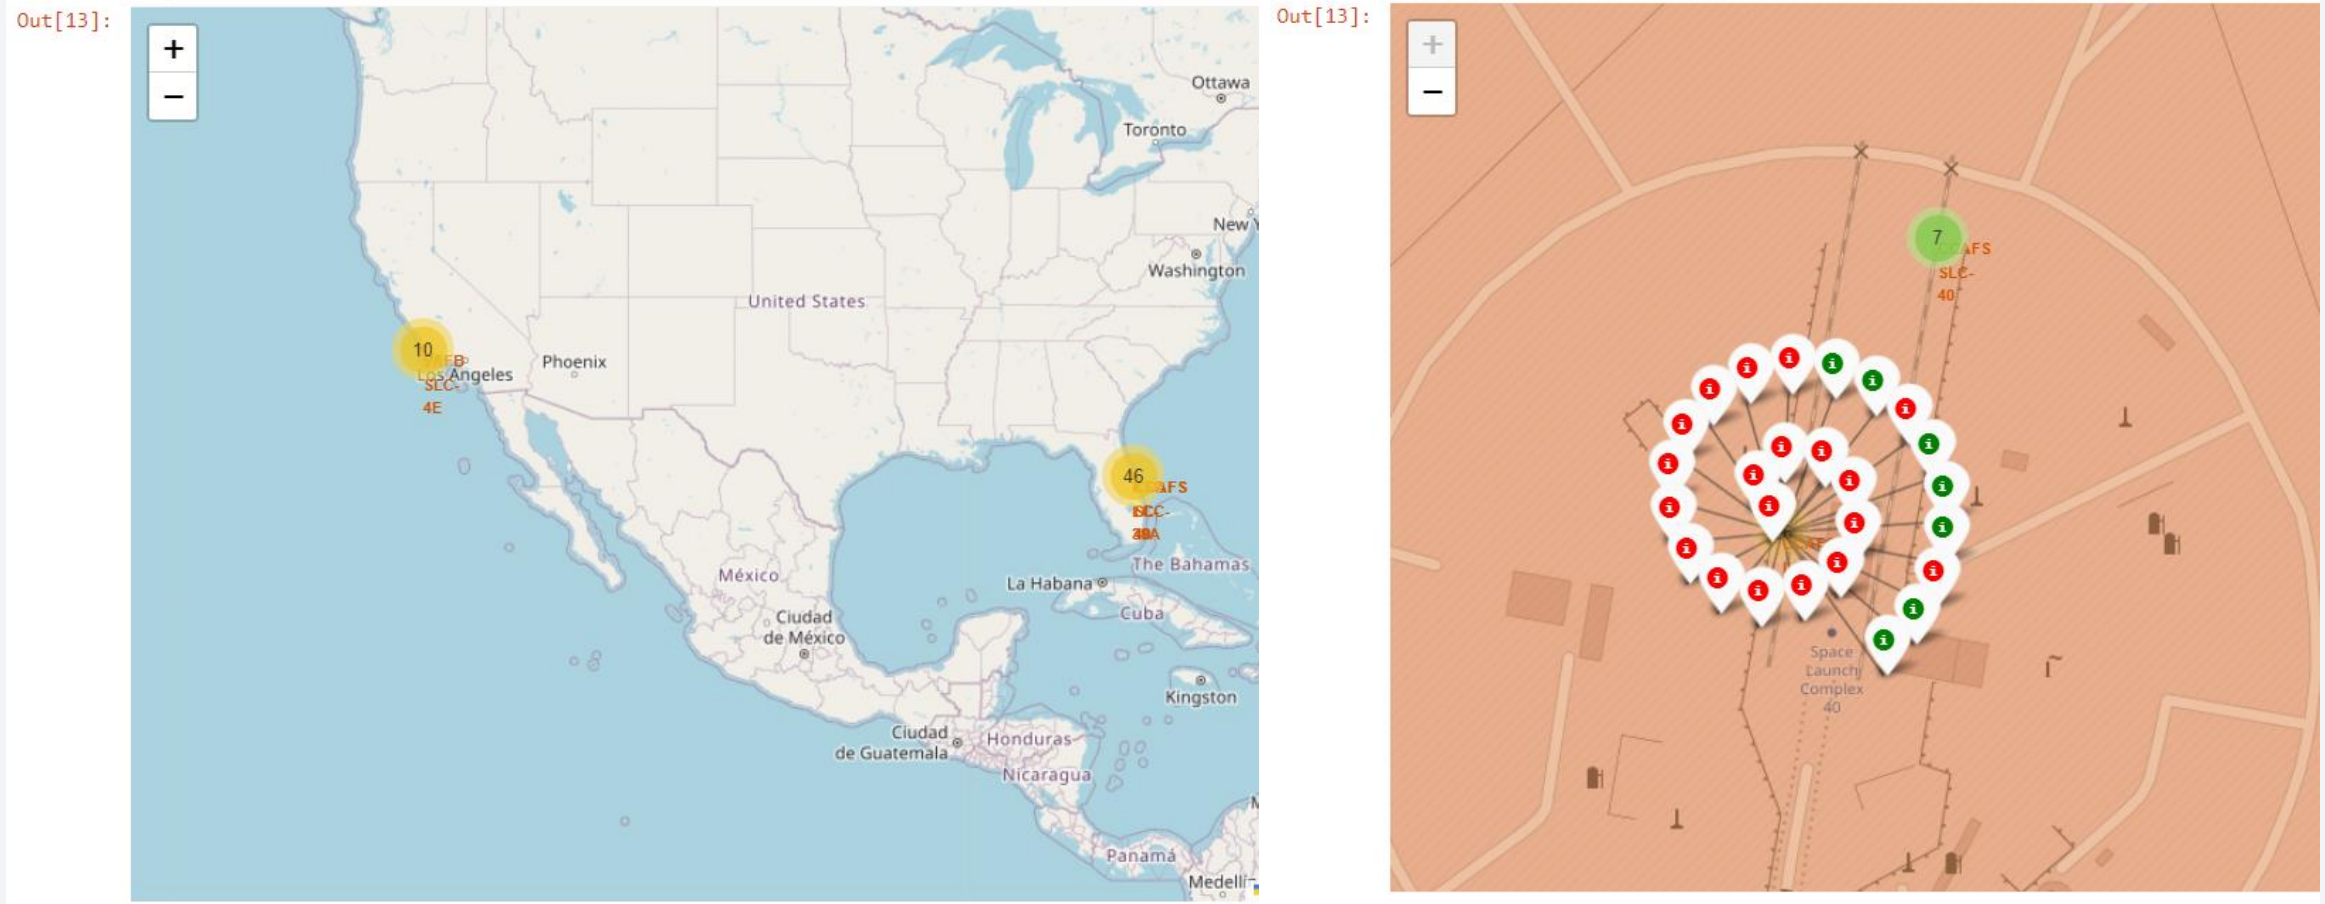 Out[13]:
+
−
Ottawa
Toronto
New Y
Washington
United States
10
Phoenix
Los Angeles
SLC-
4E
46
The Bahamas
México
La Habana
Cuba
Ciudad
de México
Kingston
Ciudad
de Guatemala
Honduras
Nicaragua
Panamá
Medellín
Out[13]:
+
−
7
CCAFS
SLC-
40
Space
Launch
Complex
40